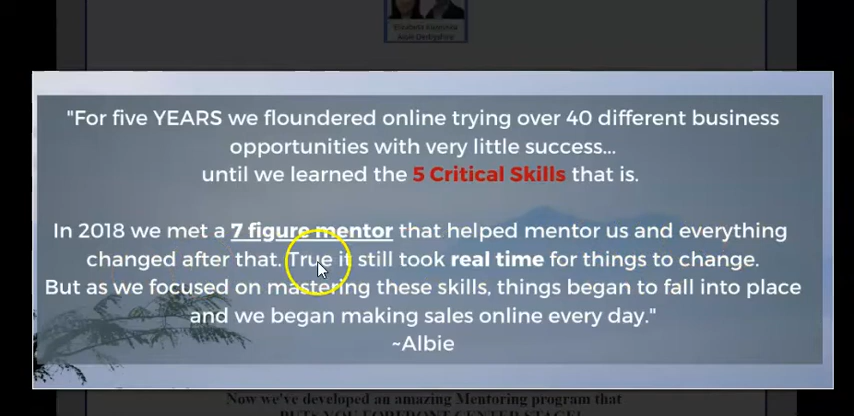 "For five YEARS we floundered online trying over 40 different business
opportunities with very little success...
until we learned the 5 Critical Skills that is.
In 2018 we met a 7 figure mentor that helped mentor us and everything
changed after that. True it still took real time for things to change.
But as we focused on mastering these skills, things began to fall into place
and we began making sales online every day."
~Albie
Now we've developed an amazing Mentoring program that